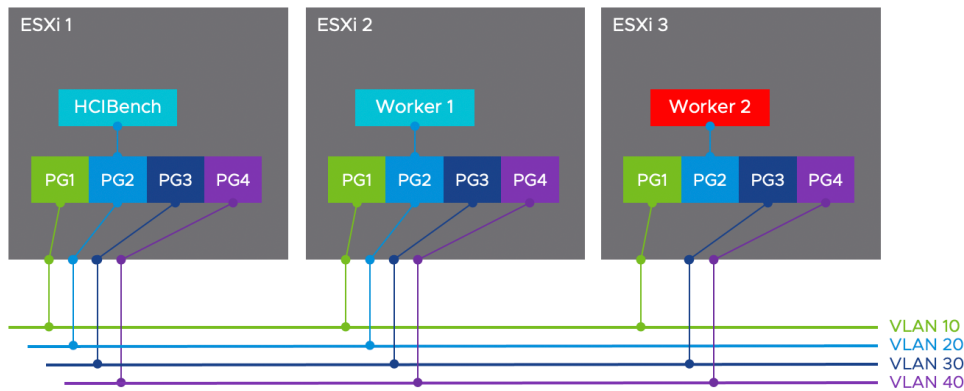 ESXi 1
ESXi 2
ESXi 3
HCIBench
Worker 1
Worker 2
PG1 PG2 PG3 PG4
PG1 PG2 PG3 PG4
PG1 PG2 PG3 PG4
VLAN 10
VLAN 20
VLAN 30
VLAN 40